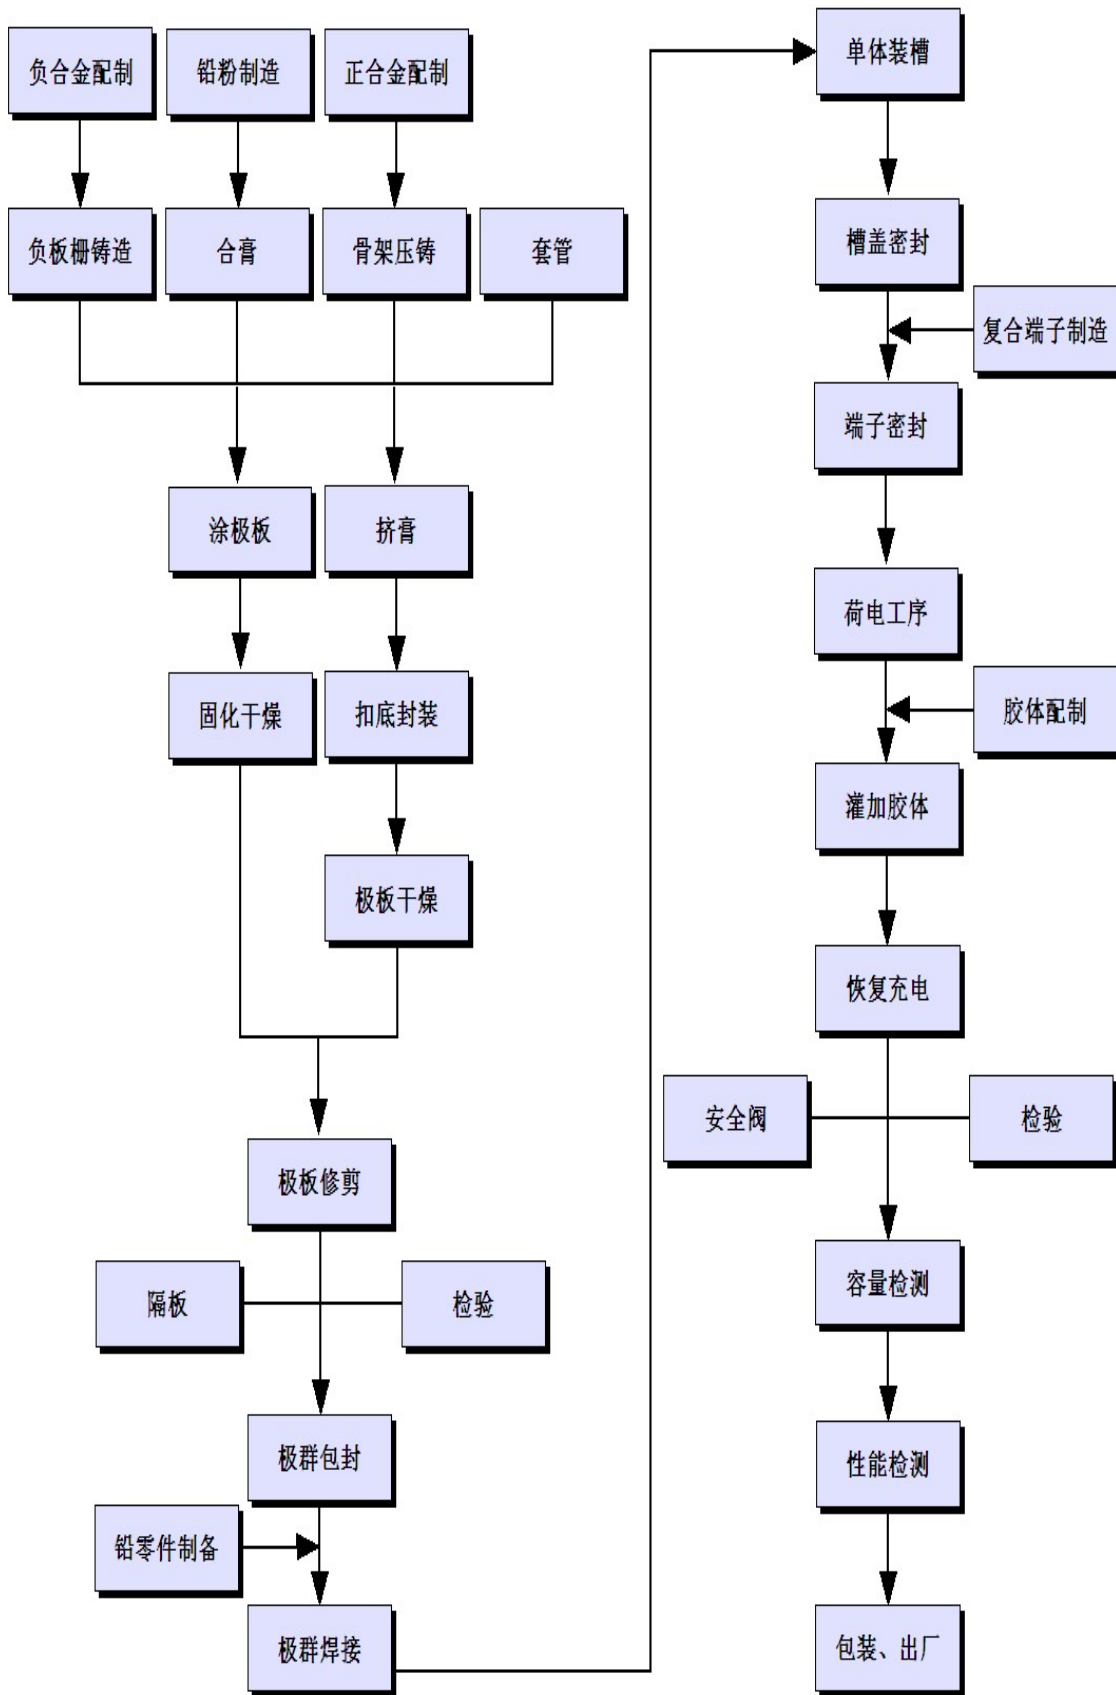 负合金配制
铅粉制造
正合金配制
负板栅铸造
合膏
骨架压铸
套管
涂极板
挤膏
固化干燥
扣底封装
极板干燥
极板修剪
隔板
检验
极群包封
铅零件制备
极群焊接
单体装槽
槽盖密封
复合端子制造
端子密封
荷电工序
胶体配制
灌加胶体
恢复充电
安全阀
检验
容量检测
性能检测
包装、出厂